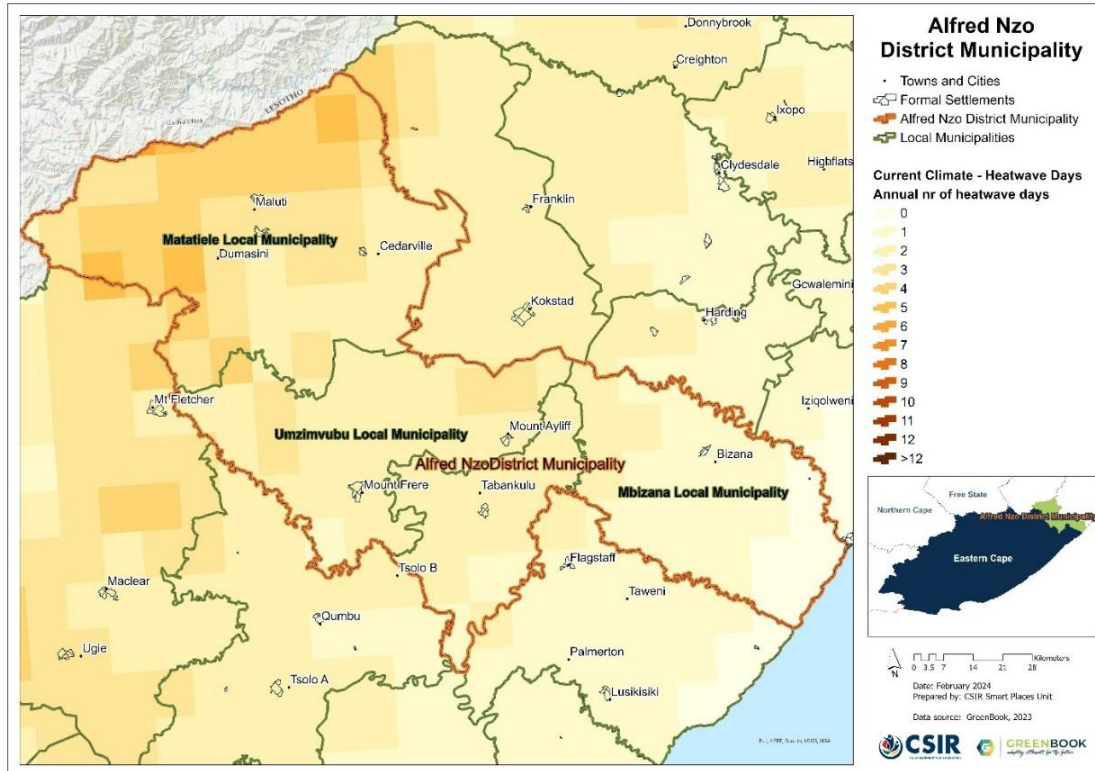 Alfred Nzo
District Municipality
Towns and Cities
Formal Settlements
Alfred Nzo District Municipality
Local Municipalities
Current Climate - Heatwave Days
Annual nr of heatwave days
0
1
2
3
4
5
6
7
8
9
10
11
12
>12
Donnybrook
Creighton
LESOTHO
Ixopo
Clydesdale
Highflats
Maluti
Franklin
Matatiele Local Municipality
Cedarville
Dumasini
Gcwalemini
Kokstad
Harding
Mt Fletcher
Iziqolweni
Umzimvubu Local Municipality
Mount Ayliff
Bizana
Alfred NzoDistrict Municipality
Mount Frere
Tabankulu
Mbizana Local Municipality
Flagstaff
Tsolo B
Maclear
Taweni
Qumbu
Ugie
Palmerton
Tsolo A
Lusikisiki
Free State
Northern Cape
Alfred Nzo District Municipality
Eastern Cape
N
0 3.5 7 14 21 28 Kilometers
Date: February 2024
Prepared by: CSIR Smart Places Unit
Data source: GreenBook, 2023
CSIR
GREENBOOK
adapting settlements for the future